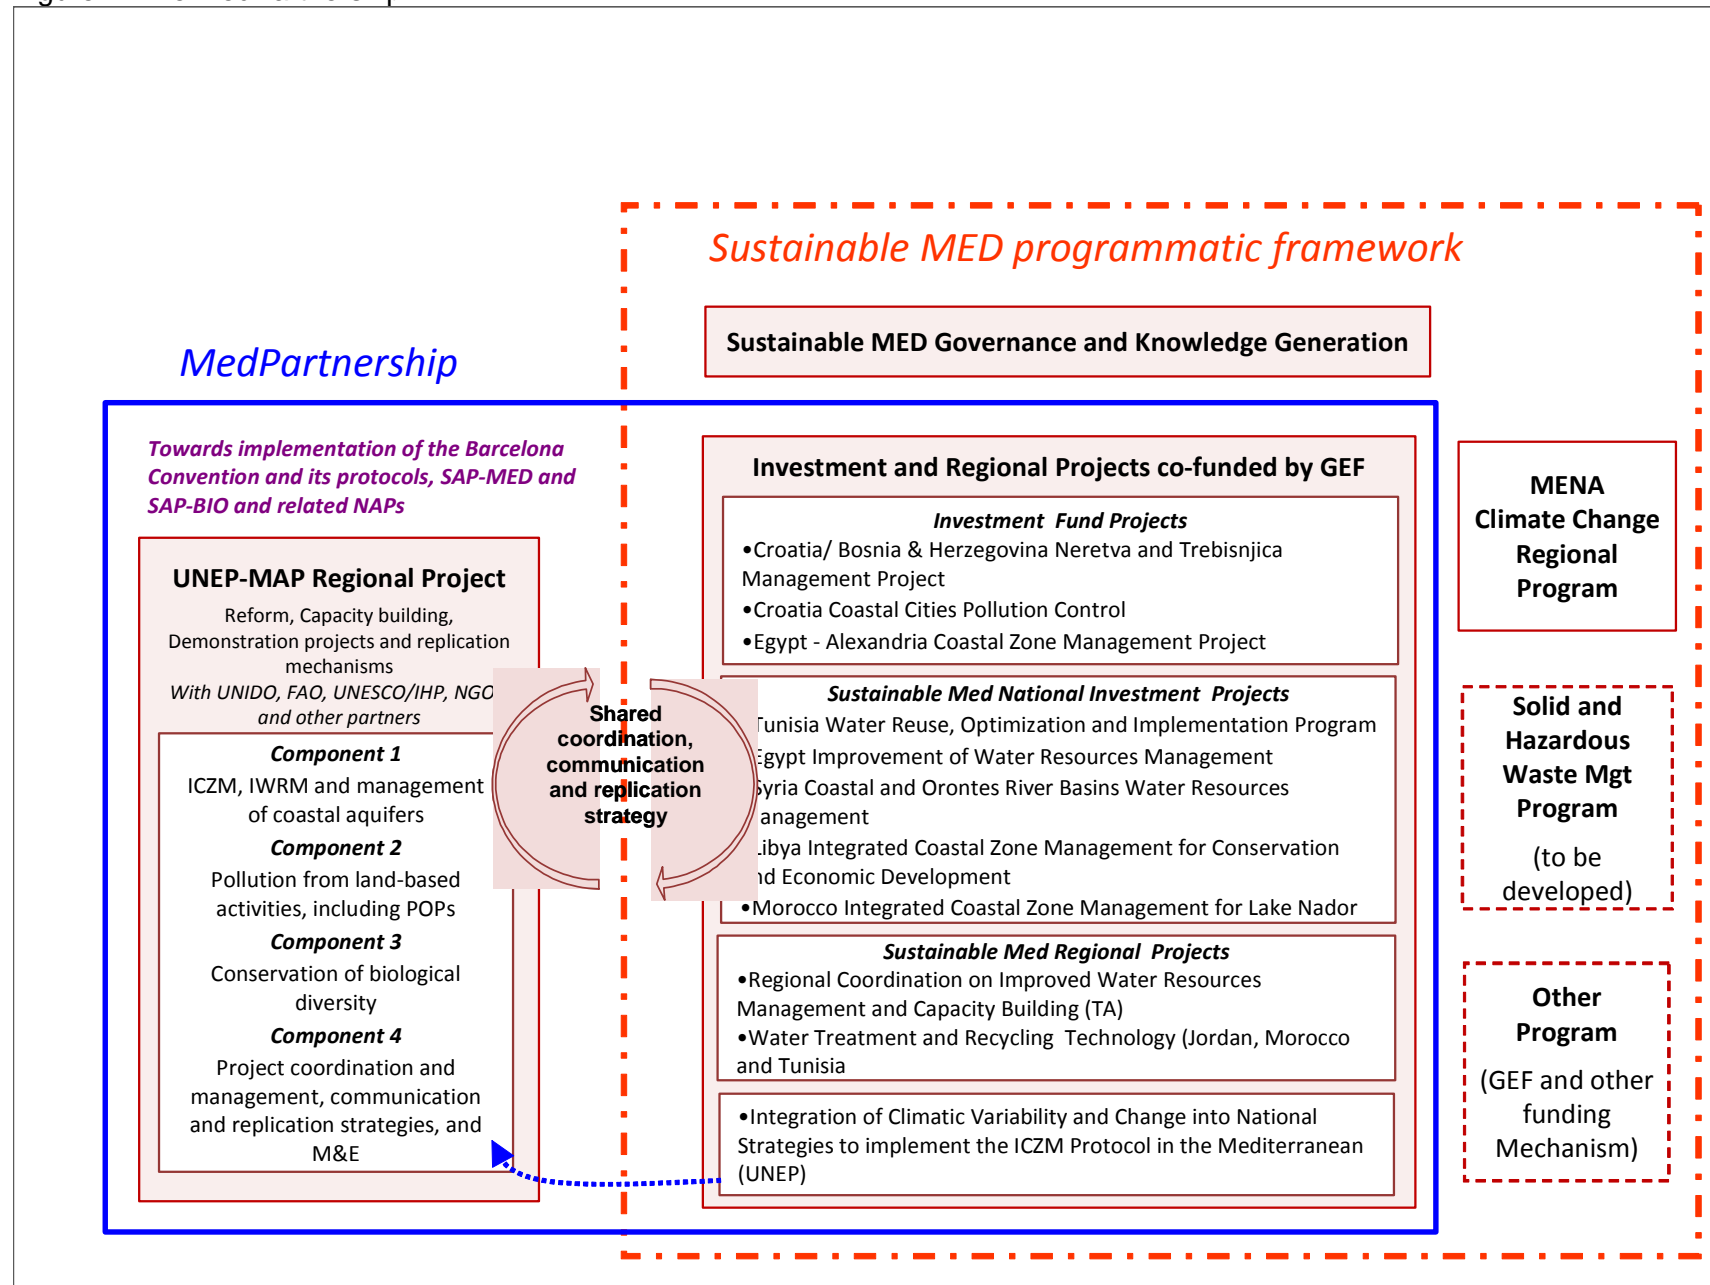 Sustainable MED programmatic framework
Sustainable MED Governance and Knowledge Generation
MedPartnership
Towards implementation of the Barcelona
Convention and its protocols, SAP-MED and
SAP-BIO and related NAPs
UNEP-MAP Regional Project
Reform, Capacity building,
Demonstration projects and replication
mechanisms
With UNIDO, FAO, UNESCO/IHP, NGO
and other partners
Component 1
ICZM, IWRM and management
of coastal aquifers
Component 2
Pollution from land-based
activities, including POPs
Component 3
Conservation of biological
diversity
Component 4
Project coordination and
management, communication
and replication strategies, and
M&E
Shared
coordination,
communication
and replication
strategy
Investment and Regional Projects co-funded by GEF
Investment Fund Projects
•Croatia/ Bosnia & Herzegovina Neretva and Trebisnjica
Management Project
•Croatia Coastal Cities Pollution Control
•Egypt - Alexandria Coastal Zone Management Project
Sustainable Med National Investment Projects
Tunisia Water Reuse, Optimization and Implementation Program
Egypt Improvement of Water Resources Management
Syria Coastal and Orontes River Basins Water Resources
anagement
Libya Integrated Coastal Zone Management for Conservation
nd Economic Development
•Morocco Integrated Coastal Zone Management for Lake Nador
Sustainable Med Regional Projects
•Regional Coordination on Improved Water Resources
Management and Capacity Building (TA)
•Water Treatment and Recycling Technology (Jordan, Morocco
and Tunisia
•Integration of Climatic Variability and Change into National
Strategies to implement the ICZM Protocol in the Mediterranean
(UNEP)
MENA
Climate Change
Regional
Program
Solid and
Hazardous
Waste Mgt
Program
(to be
developed)
Other
Program
(GEF and other
funding
Mechanism)